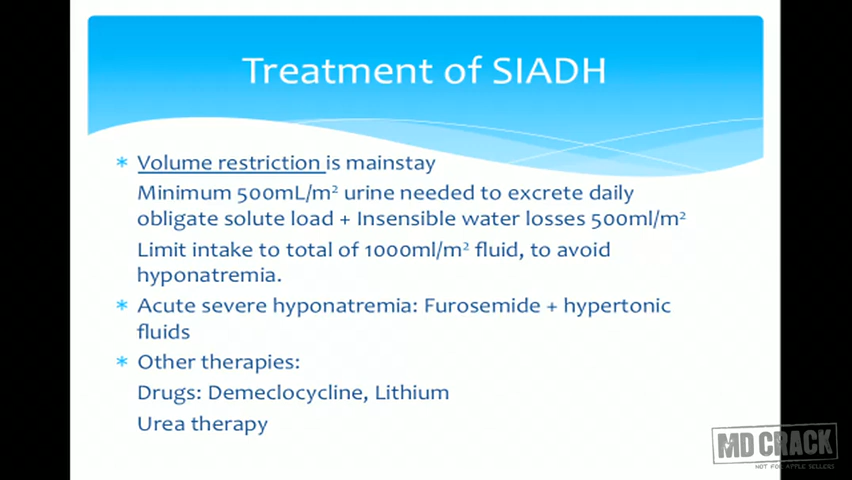 Treatment of SIADH
* Volume restriction is mainstay
Minimum 500mL/m² urine needed to excrete daily
obligate solute load + Insensible water losses 500ml/m²
Limit intake to total of 1000ml/m² fluid, to avoid
hyponatremia.
* Acute severe hyponatremia: Furosemide + hypertonic
fluids
* Other therapies:
Drugs: Demeclocycline, Lithium
Urea therapy
MD CRACK
NOT FOR APPLE SELLERS